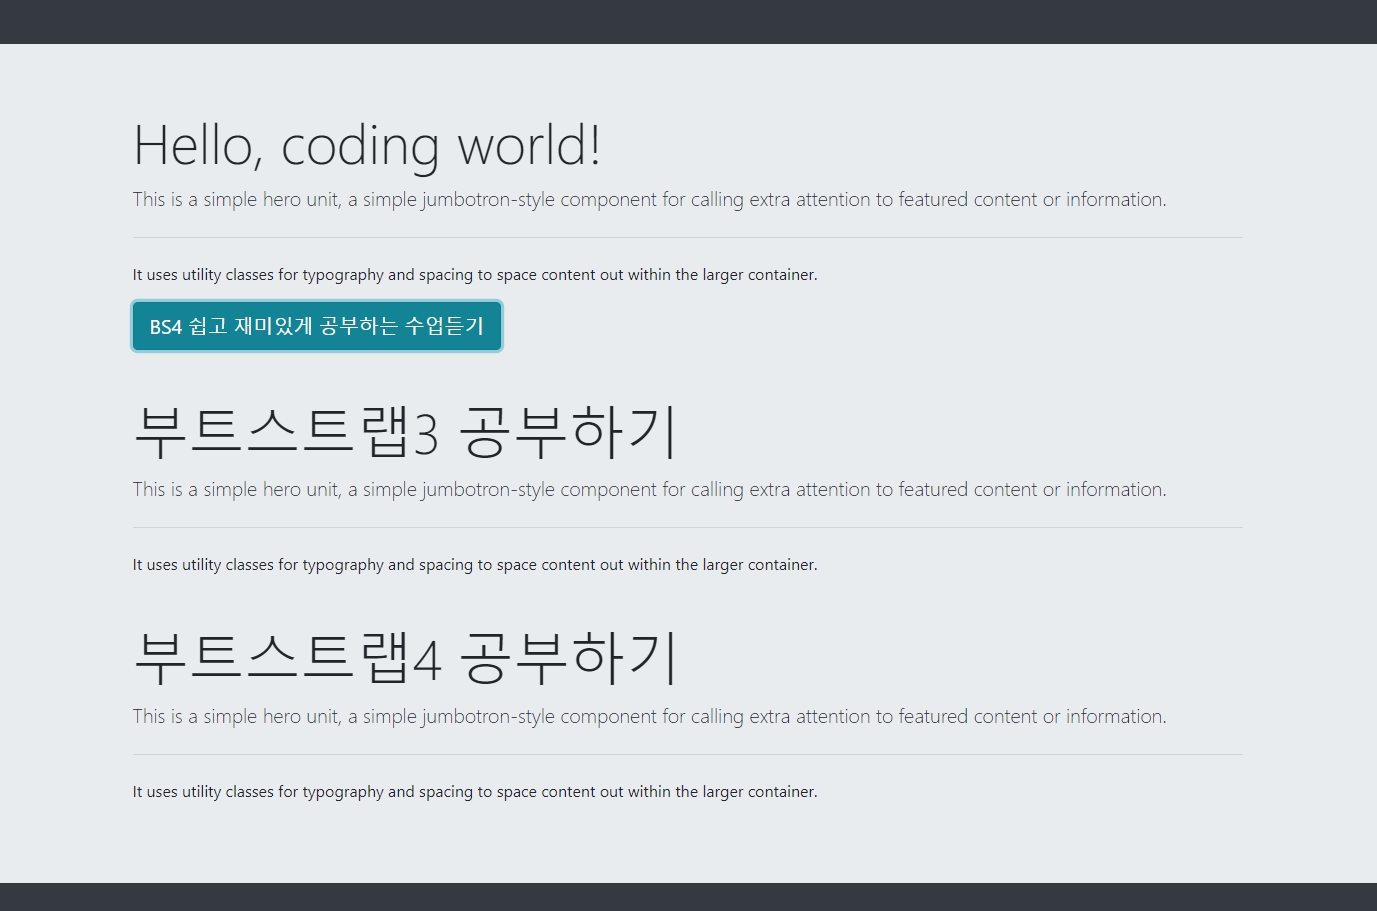 Hello, coding world!
This is a simple hero unit, a simple jumbotron-style component for calling extra attention to featured content or information.
It uses utility classes for typography and spacing to space content out within the larger container.
BS4 쉽고 재미있게 공부하는 수업듣기
부트스트랩3 공부하기
This is a simple hero unit, a simple jumbotron-style component for calling extra attention to featured content or information.
It uses utility classes for typography and spacing to space content out within the larger container.
부트스트랩4 공부하기
This is a simple hero unit, a simple jumbotron-style component for calling extra attention to featured content or information.
It uses utility classes for typography and spacing to space content out within the larger container.